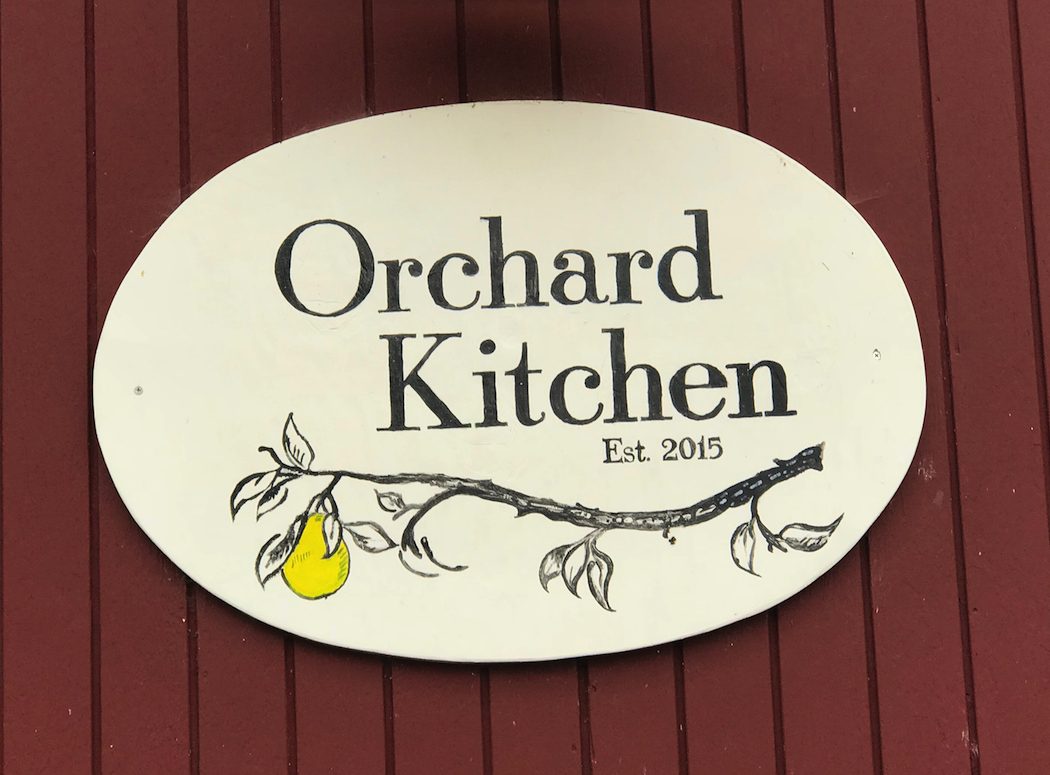 Orchard
Kitchen
Est. 2015